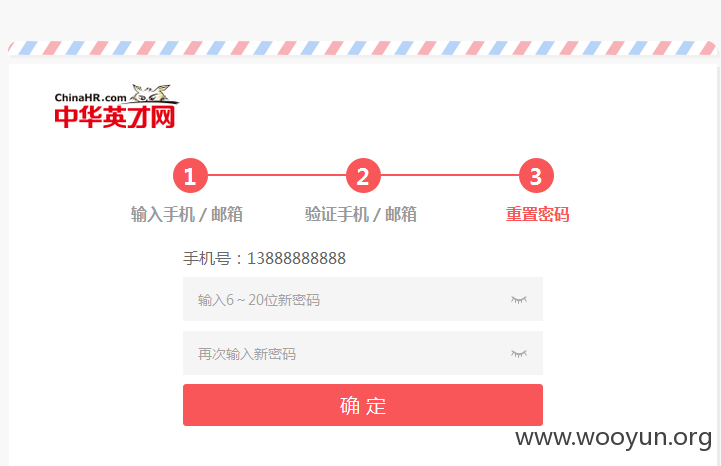 ChinaHR.com
中华英才网
1 2 3
输入手机 / 邮箱 验证手机 / 邮箱 重置密码
手机号：13888888888
输入6～20位新密码
再次输入新密码
确 定
www.wooyun.org